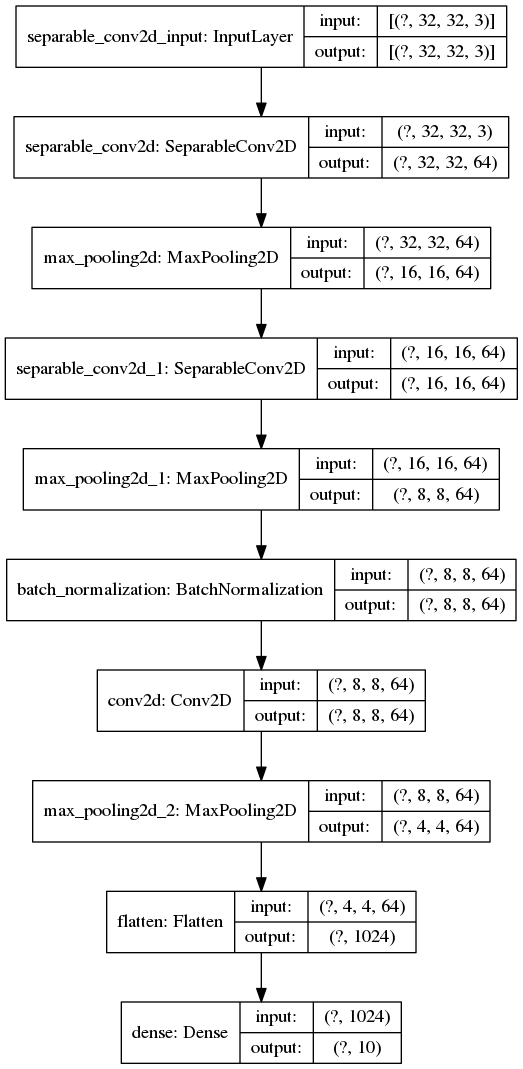 separable_conv2d_input: InputLayer
input:
[(?, 32, 32, 3)]
output:
[(?, 32, 32, 3)]
separable_conv2d: SeparableConv2D
input:
(?, 32, 32, 3)
output:
(?, 32, 32, 64)
max_pooling2d: MaxPooling2D
input:
(?, 32, 32, 64)
output:
(?, 16, 16, 64)
separable_conv2d_1: SeparableConv2D
input:
(?, 16, 16, 64)
output:
(?, 16, 16, 64)
max_pooling2d_1: MaxPooling2D
input:
(?, 16, 16, 64)
output:
(?, 8, 8, 64)
batch_normalization: BatchNormalization
input:
(?, 8, 8, 64)
output:
(?, 8, 8, 64)
conv2d: Conv2D
input:
(?, 8, 8, 64)
output:
(?, 8, 8, 64)
max_pooling2d_2: MaxPooling2D
input:
(?, 8, 8, 64)
output:
(?, 4, 4, 64)
flatten: Flatten
input:
(?, 4, 4, 64)
output:
(?, 1024)
dense: Dense
input:
(?, 1024)
output:
(?, 10)